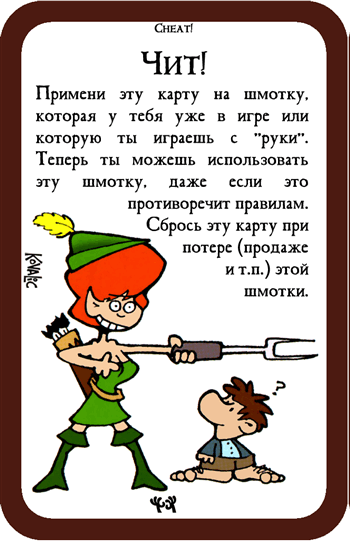 Cheat!
Чит!
Примени эту карту на шмотку,
которая у тебя уже в игре или
которую ты играешь с "руки".
Теперь ты можешь использовать
эту шмотку, даже если это
противоречит правилам.
Сбрось эту карту при
потере (продаже
и т.п.) этой
шмотки.
Kovalic
?